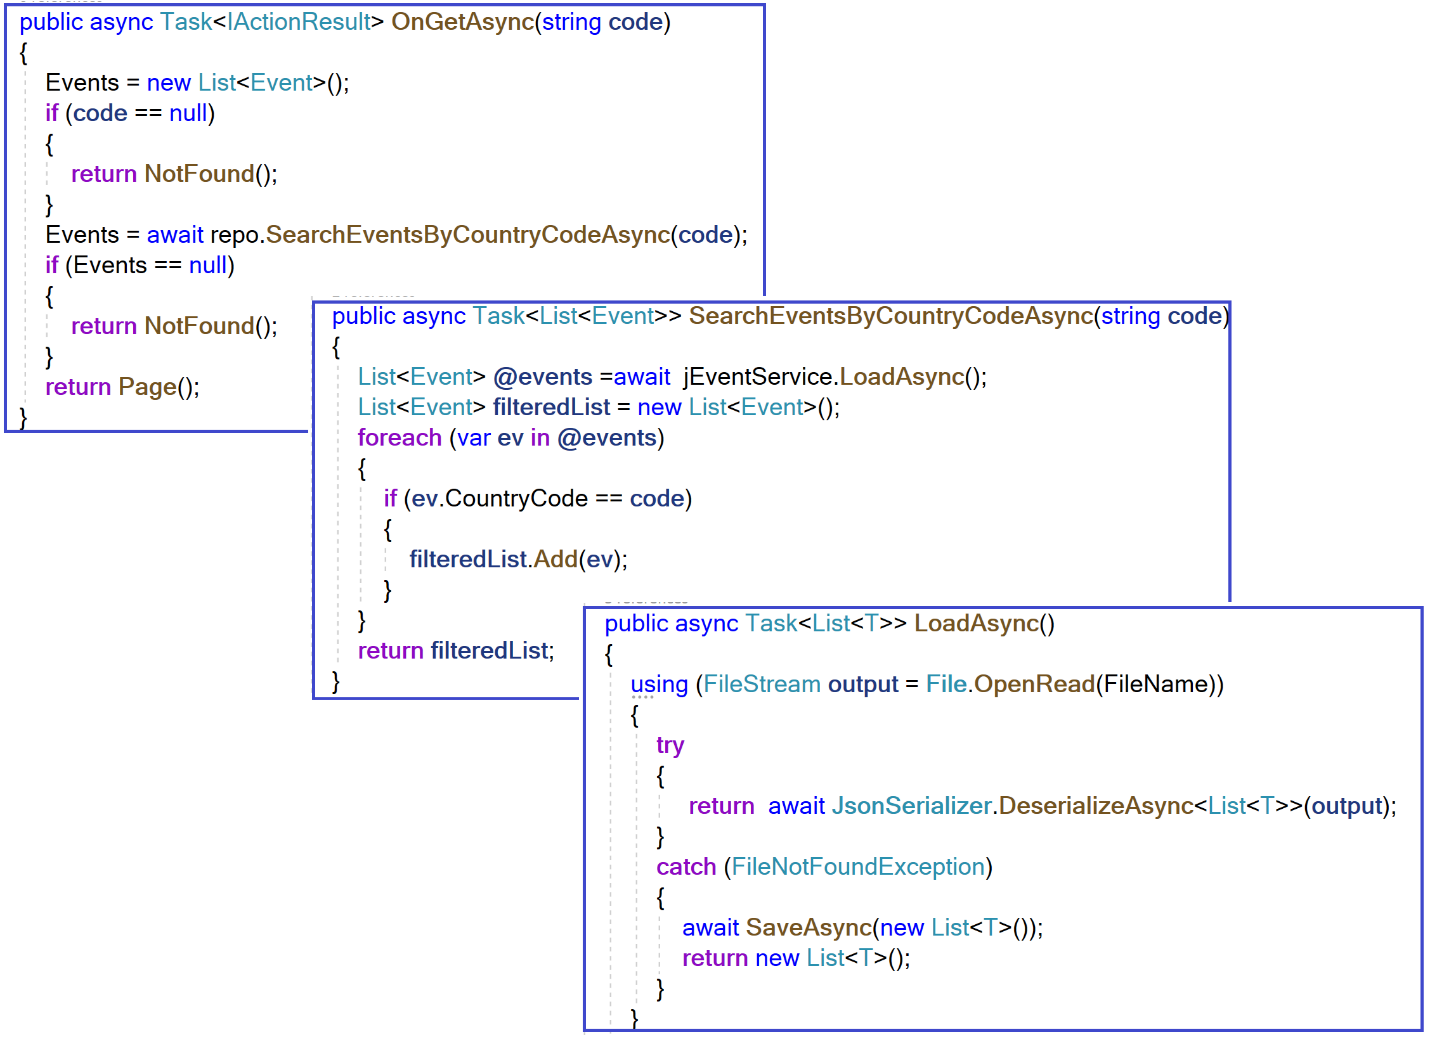 public async Task<IActionResult> OnGetAsync(string code)
{
Events = new List<Event>();
if (code == null)
{
return NotFound();
}
Events = await repo.SearchEventsByCountryCodeAsync(code);
if (Events == null)
{
return NotFound();
}
return Page();
}
public async Task<List<Event>> SearchEventsByCountryCodeAsync(string code)
{
List<Event> @events =await jEventService.LoadAsync();
List<Event> filteredList = new List<Event>();
foreach (var ev in @events)
{
if (ev.CountryCode == code)
{
filteredList.Add(ev);
}
}
return filteredList;
}
public async Task<List<T>> LoadAsync()
{
using (FileStream output = File.OpenRead(FileName))
{
try
{
return await JsonSerializer.DeserializeAsync<List<T>>(output);
}
catch (FileNotFoundException)
{
await SaveAsync(new List<T>());
return new List<T>();
}
}